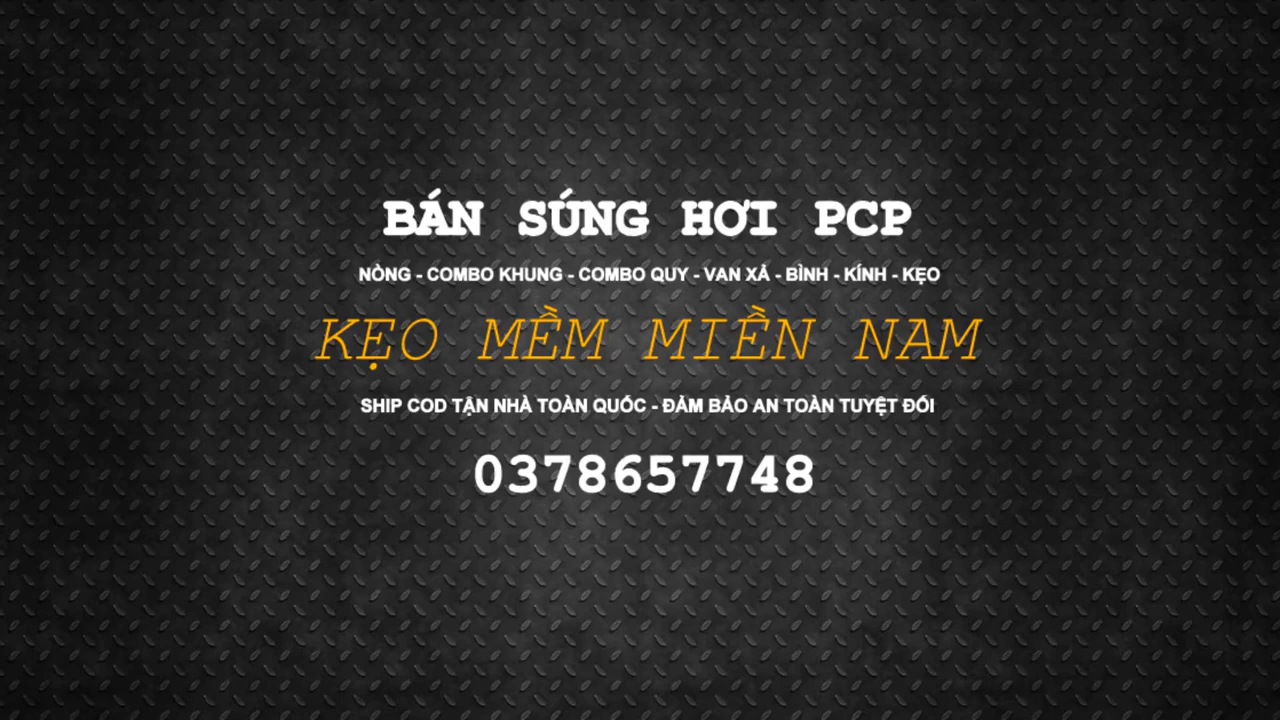 BÁN SÚNG HƠI PCP
NÒNG - COMBO KHUNG - COMBO QUY - VAN XẢ - BÌNH - KÍNH - KẸO
KẸO MỀM MIỀN NAM
SHIP COD TẬN NHÀ TOÀN QUỐC - ĐẢM BẢO AN TOÀN TUYỆT ĐỐI
0378657748